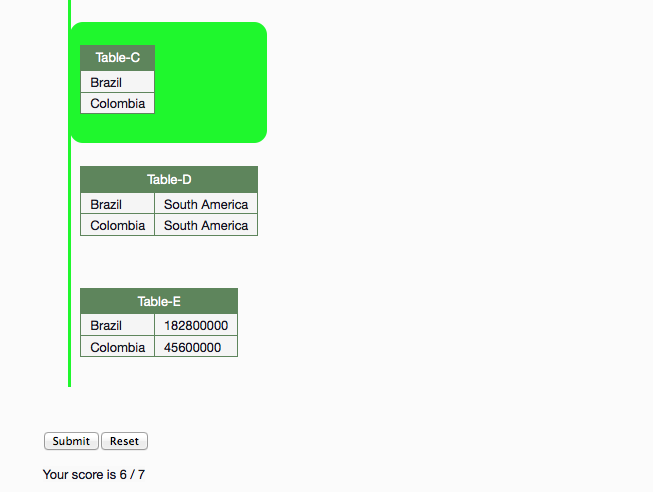 Table-C
Brazil
Colombia
Table-D
Brazil South America
Colombia South America
Table-E
Brazil 182800000
Colombia 45600000
Submit Reset
Your score is 6 / 7